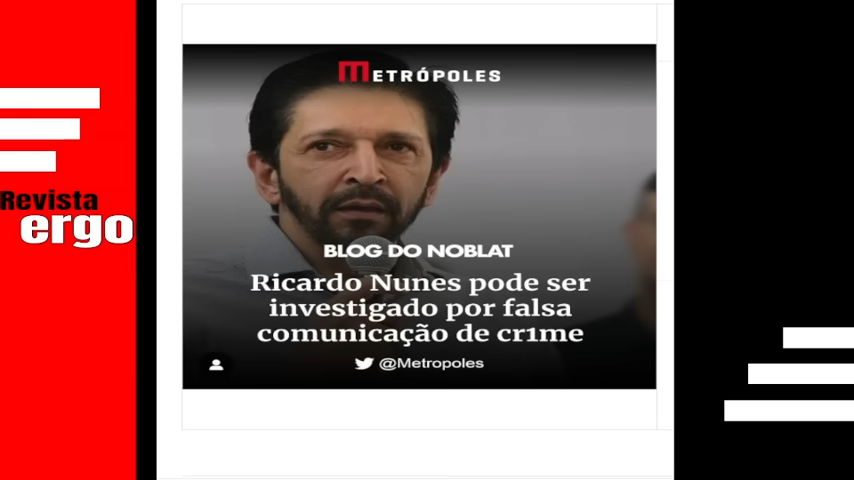 Revista
ergo
METRÓPOLES
BLOG DO NOBLAT
Ricardo Nunes pode ser
investigado por falsa
comunicação de cr1me
@Metropoles